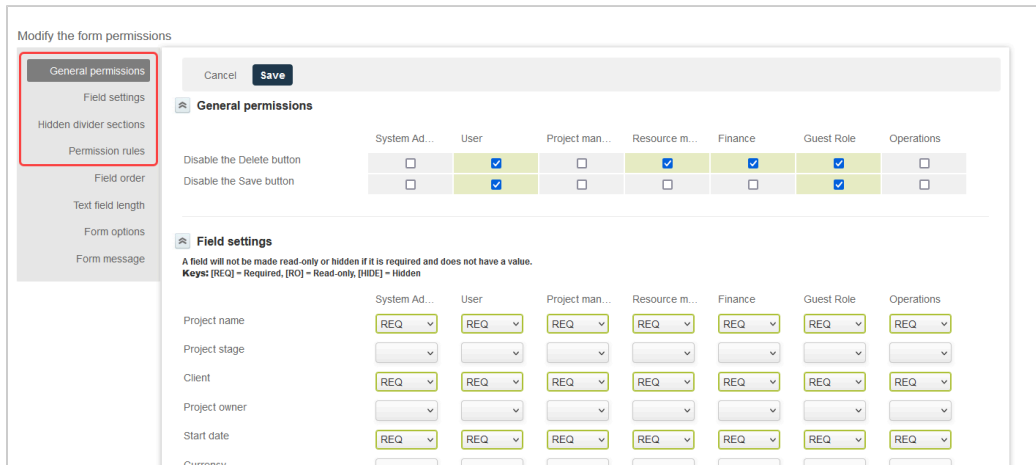 Modify the form permissions
General permissions
Field settings
Hidden divider sections
Permission rules
Field order
Text field length
Form options
Form message
Cancel Save
General permissions
System Ad... User Project man... Resource m... Finance Guest Role Operations
Disable the Delete button
Disable the Save button
Field settings
A field will not be made read-only or hidden if it is required and does not have a value.
Keys: [REQ] = Required, [RO] = Read-only, [HIDE] = Hidden
System Ad... User Project man... Resource m... Finance Guest Role Operations
Project name REQ REQ REQ REQ REQ REQ REQ
Project stage
Client REQ REQ REQ REQ REQ REQ REQ
Project owner
Start date REQ REQ REQ REQ REQ REQ REQ
Currency